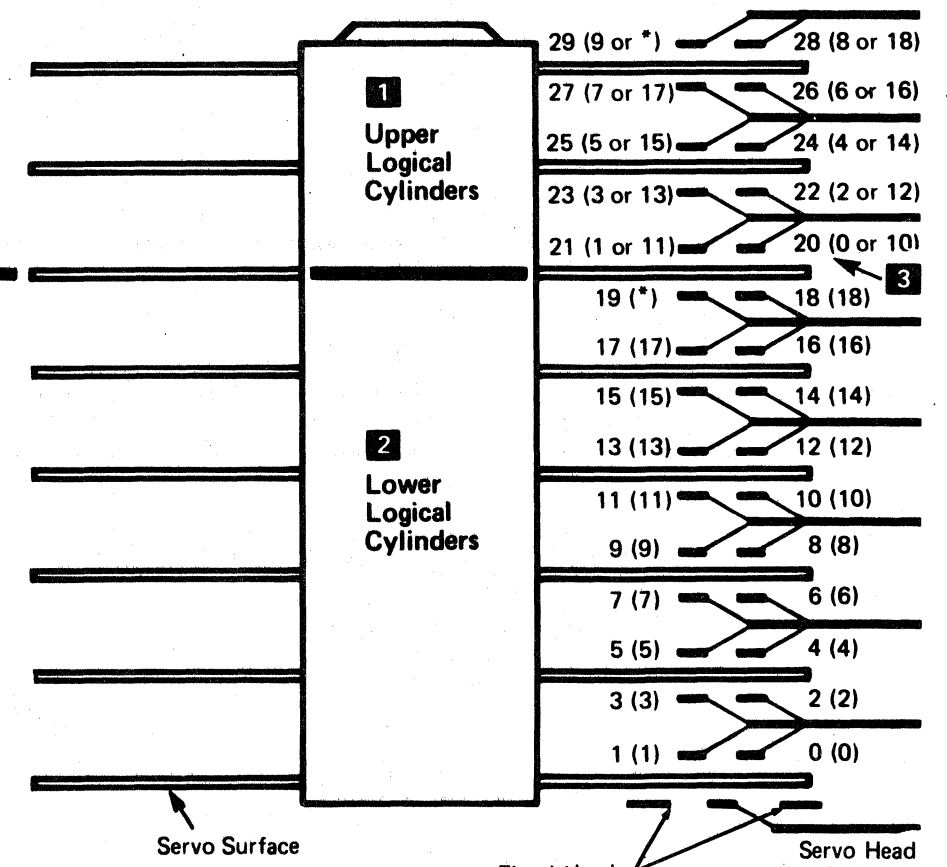 29 (9 or *) 28 (8 or 18)
1
27 (7 or 17) 26 (6 or 16)
Upper
25 (5 or 15) 24 (4 or 14)
Logical
Cylinders
23 (3 or 13) 22 (2 or 12)
21 (1 or 11) 20 (0 or 10)
3
19 (*) 18 (18)
17 (17) 16 (16)
15 (15) 14 (14)
2
13 (13) 12 (12)
Lower
11 (11) 10 (10)
Logical
Cylinders
9 (9) 8 (8)
7 (7) 6 (6)
5 (5) 4 (4)
3 (3) 2 (2)
1 (1) 0 (0)
Servo Surface
Servo Head